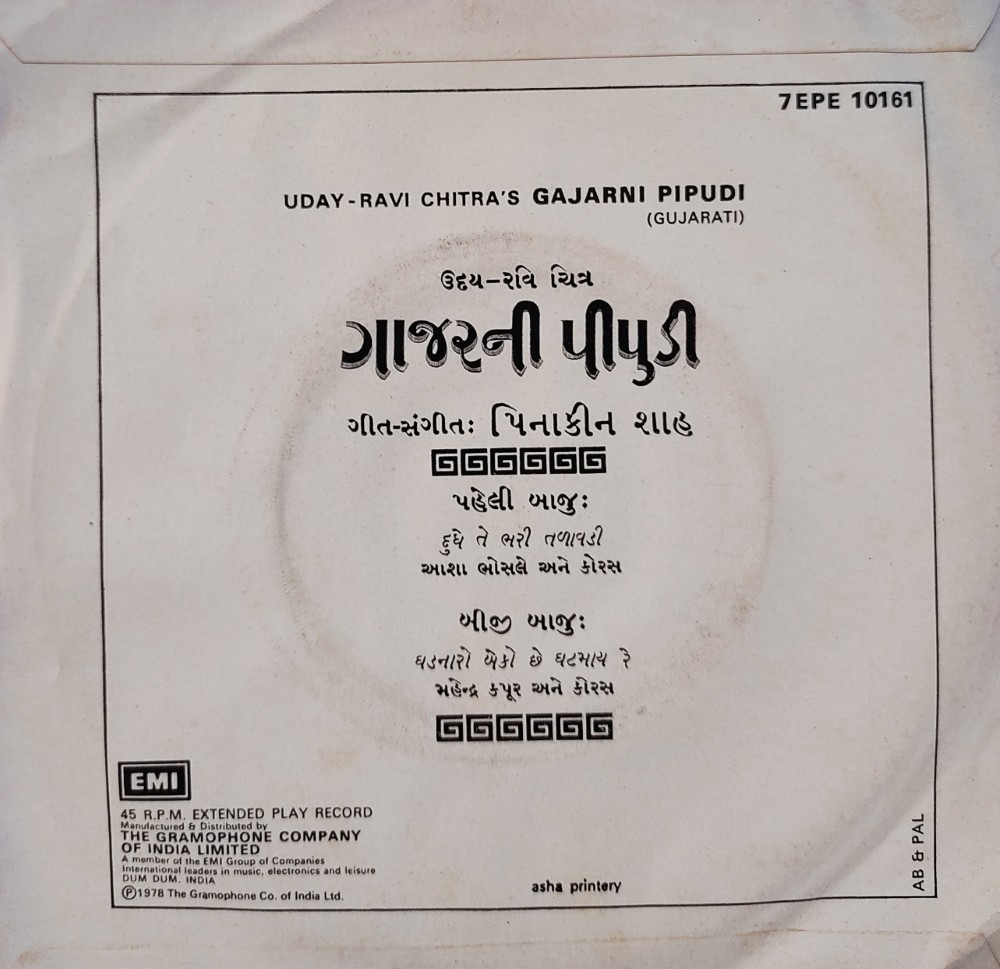 7EPE 10161
UDAY-RAVI CHITRA'S GAJARNI PIPUDI
(GUJARATI)
ઉદય-રવિ ચિત્ર
ગાજરની પીપુડી
ગીત-સંગીત: પિનાકીન શાહ
પહેલી બાજુ:
દુધે તે ભરી તળાવડી
આશા ભોસલે અને કોરસ
બીજી બાજુ:
ઘડનારો બેઠો છે ઘટમાય રે
મહેન્દ્ર કપૂર અને કોરસ
EMI
45 R.P.M. EXTENDED PLAY RECORD
Manufactured & Distributed by
THE GRAMOPHONE COMPANY
OF INDIA LIMITED
A member of the EMI Group of Companies
International leaders in music, electronics and leisure
DUM DUM. INDIA
Ⓟ1978 The Gramophone Co. of India Ltd.
asha printery
AB & PAL